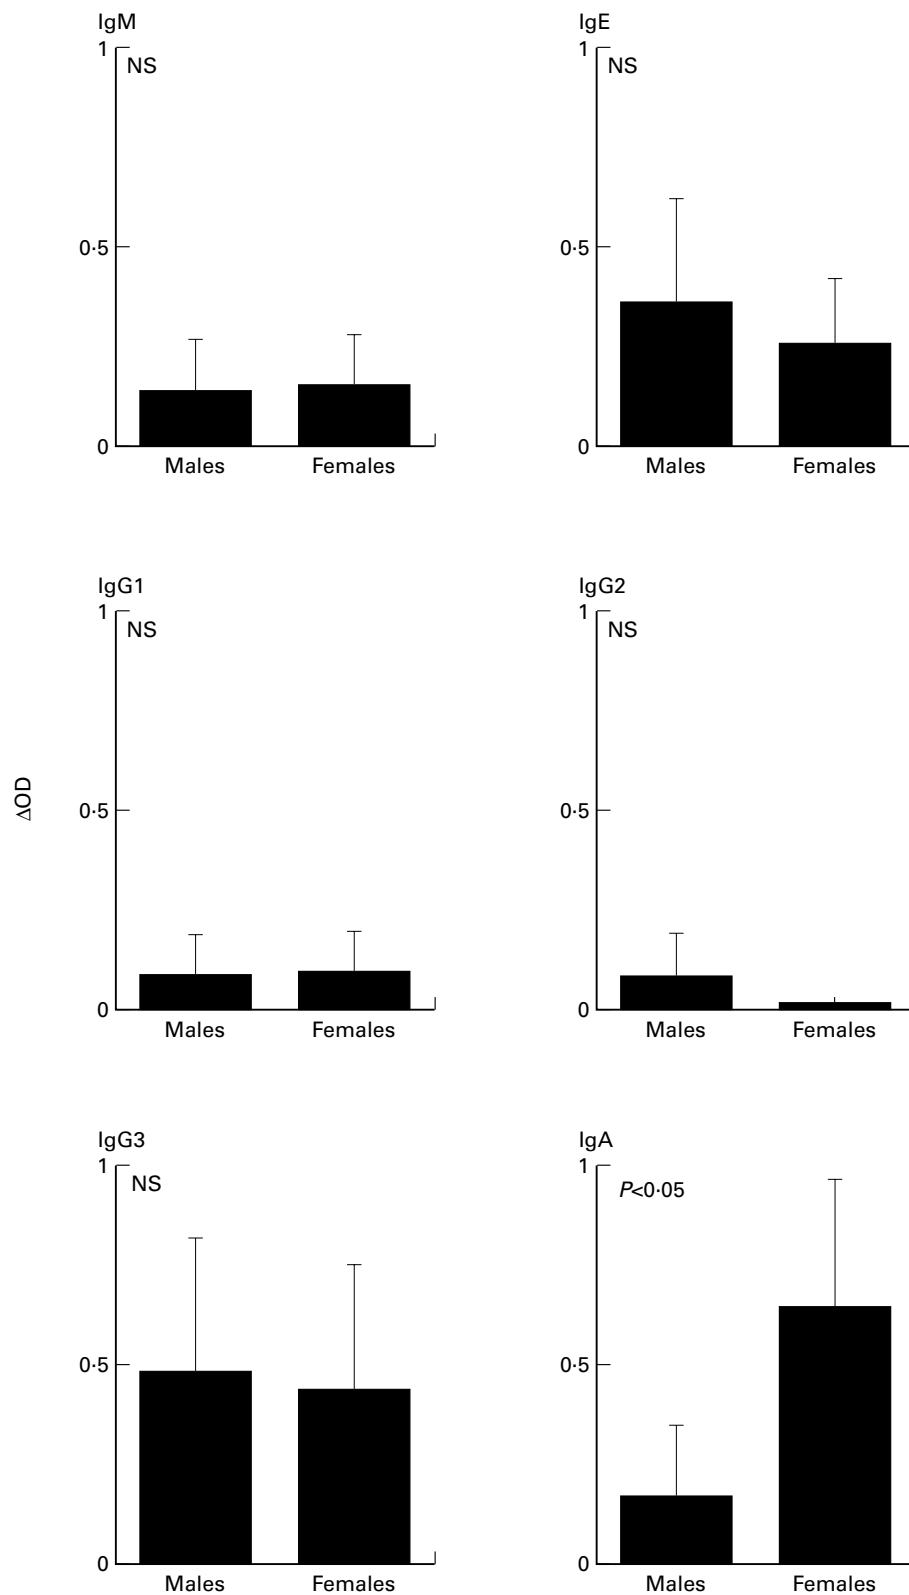 IgM
1
NS
0·5
0
Males Females
IgE
1
NS
0·5
0
Males Females
ΔOD
IgG1
1
NS
0·5
0
Males Females
IgG2
1
NS
0·5
0
Males Females
IgG3
1
NS
0·5
0
Males Females
IgA
1
P<0·05
0·5
0
Males Females